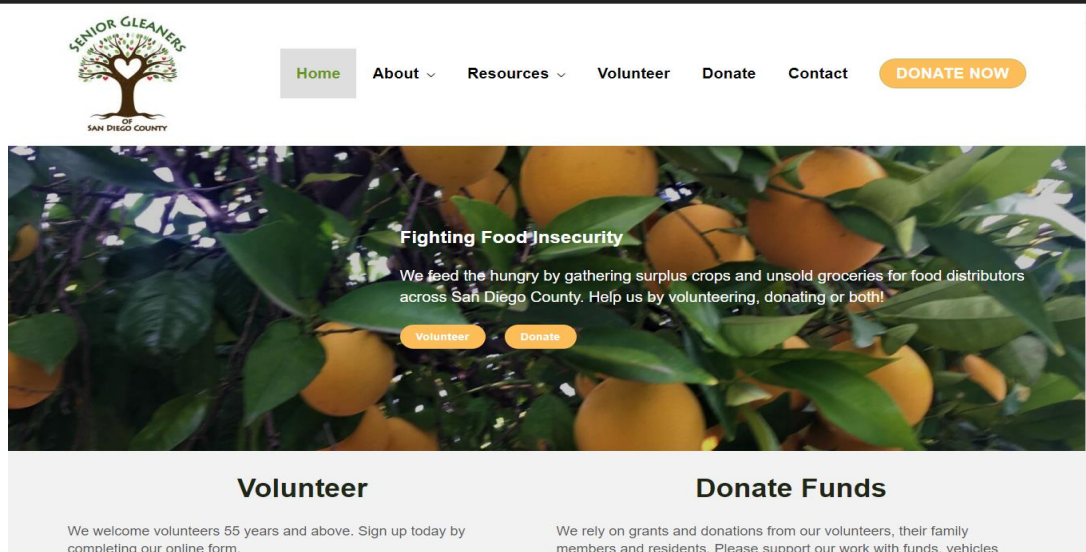 SENIOR GLEANERS
OF
SAN DIEGO COUNTY
Home About Resources Volunteer Donate Contact DONATE NOW
Fighting Food Insecurity
We feed the hungry by gathering surplus crops and unsold groceries for food distributors
across San Diego County. Help us by volunteering, donating or both!
Volunteer Donate
Volunteer
We welcome volunteers 55 years and above. Sign up today by
completing our online form.
Donate Funds
We rely on grants and donations from our volunteers, their family
members and residents. Please support our work with funds, vehicles